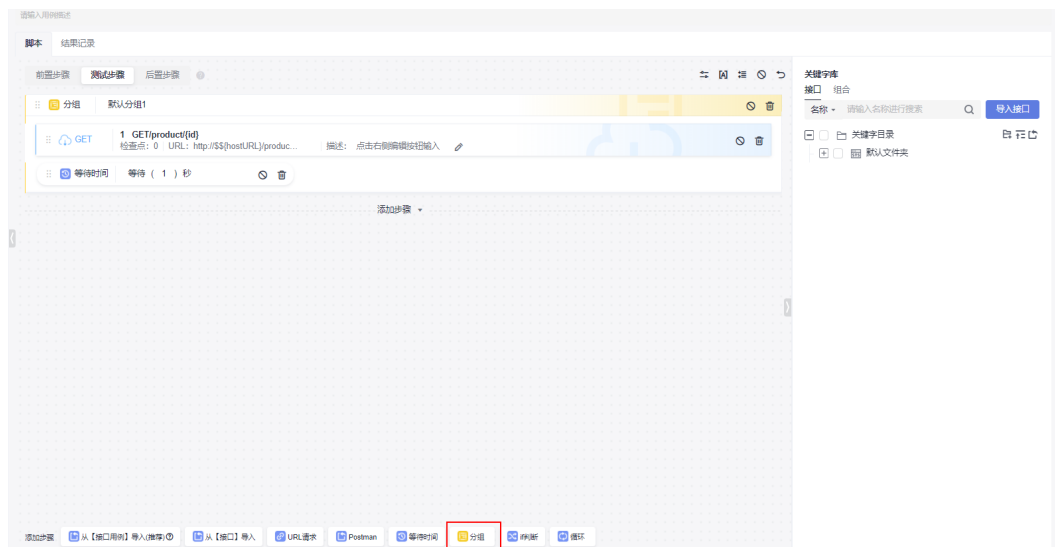 请输入用例描述
脚本 结果记录
前置步骤 测试步骤 后置步骤
分组 默认分组1
GET 1 GET/product/{id}
检查点：0 URL：http://$${hostURL}/produc... 描述： 点击右侧编辑按钮输入
等待时间 等待（ 1 ）秒
添加步骤
关键字库
接口 组合
名称 请输入名称进行搜索 导入接口
关键字目录
默认文件夹
添加步骤 从【接口用例】导入(推荐) 从【接口】导入 URL请求 Postman 等待时间 分组 if判断 循环